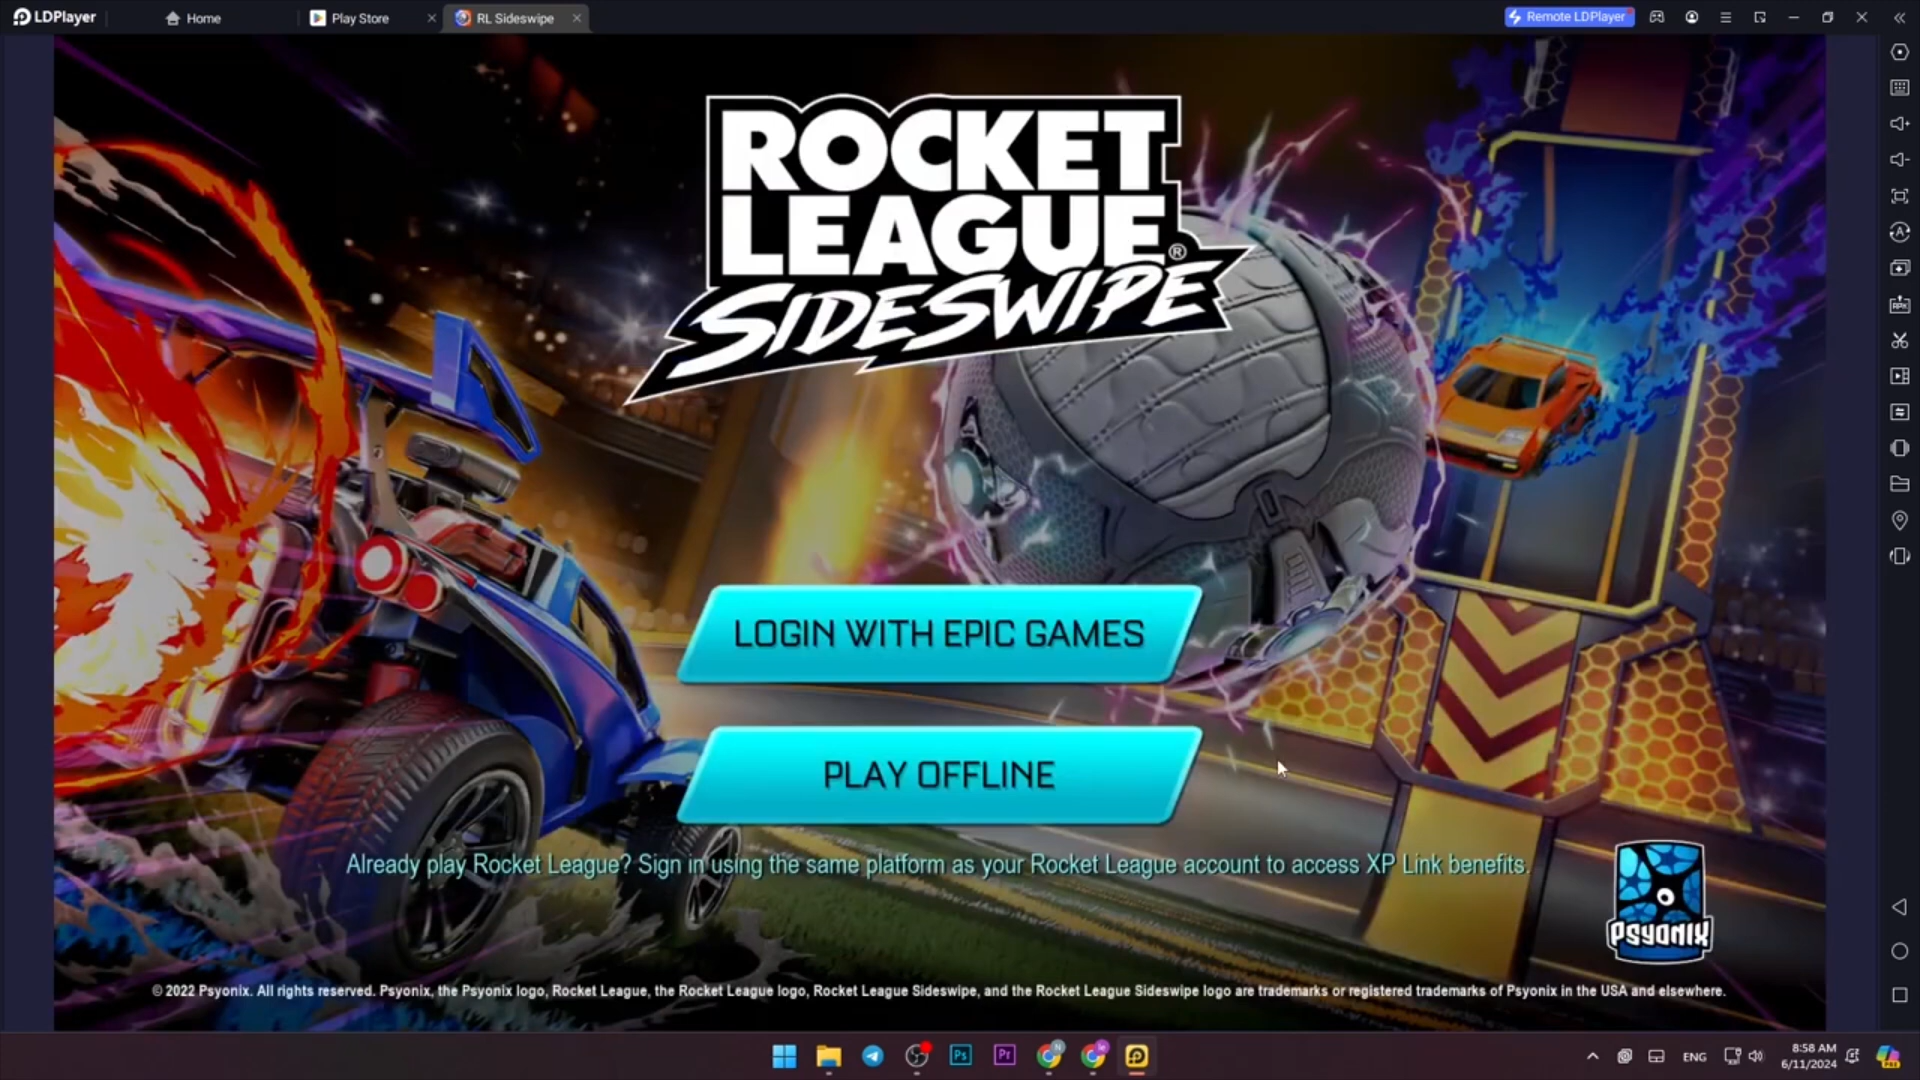 LDPlayer
Home
Play Store
RL Sideswipe
Remote LDPlayer
ROCKET
LEAGUE®
SIDESWIPE
LOGIN WITH EPIC GAMES
PLAY OFFLINE
Already play Rocket League? Sign in using the same platform as your Rocket League account to access XP Link benefits.
PSYONIX
© 2022 Psyonix. All rights reserved. Psyonix, the Psyonix logo, Rocket League, the Rocket League logo, Rocket League Sideswipe, and the Rocket League Sideswipe logo are trademarks or registered trademarks of Psyonix in the USA and elsewhere.
Ps
Pr
ENG
8:58 AM
6/11/2024